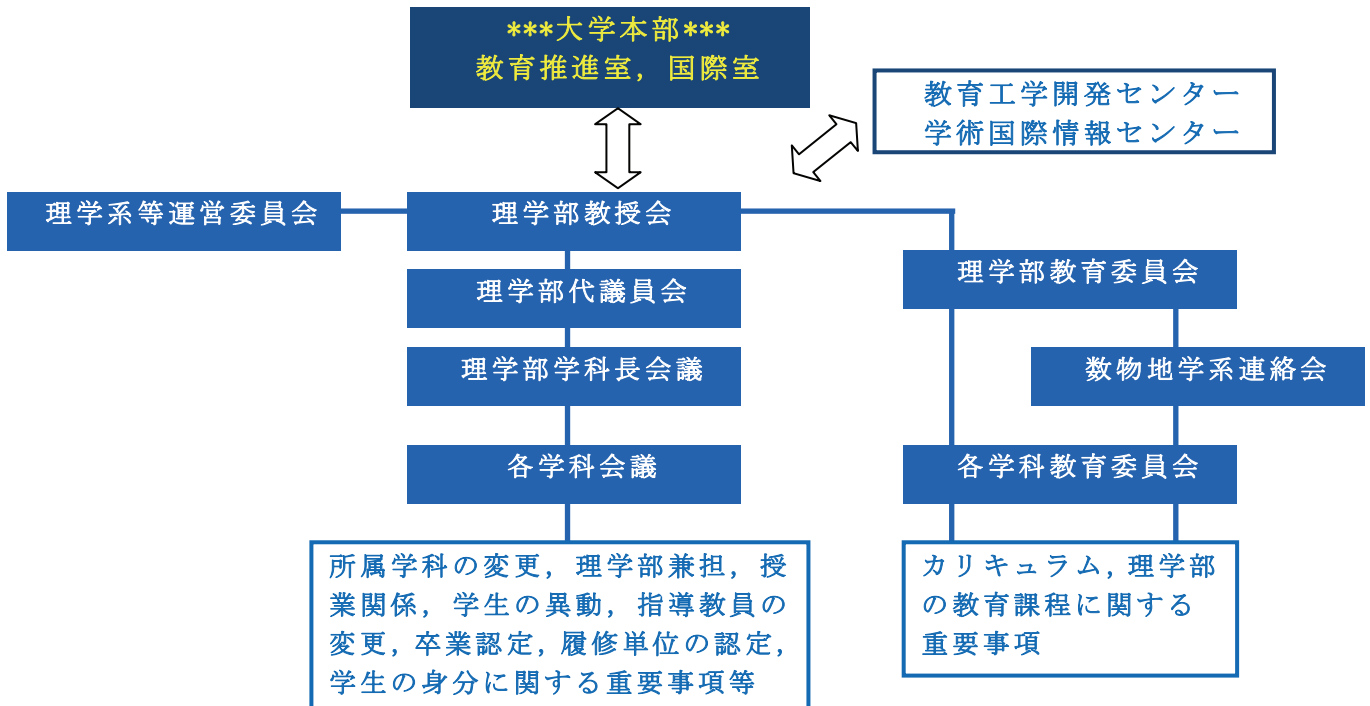 ***大学本部***
教育推進室，国際室
教育工学開発センター
学術国際情報センター
理学系等運営委員会
理学部教授会
理学部代議員会
理学部教育委員会
理学部学科長会議
数物地学系連絡会
各学科会議
各学科教育委員会
所属学科の変更，理学部兼担，授
業関係，学生の異動，指導教員の
変更，卒業認定，履修単位の認定，
学生の身分に関する重要事項等
カリキュラム，理学部
の教育課程に関する
重要事項